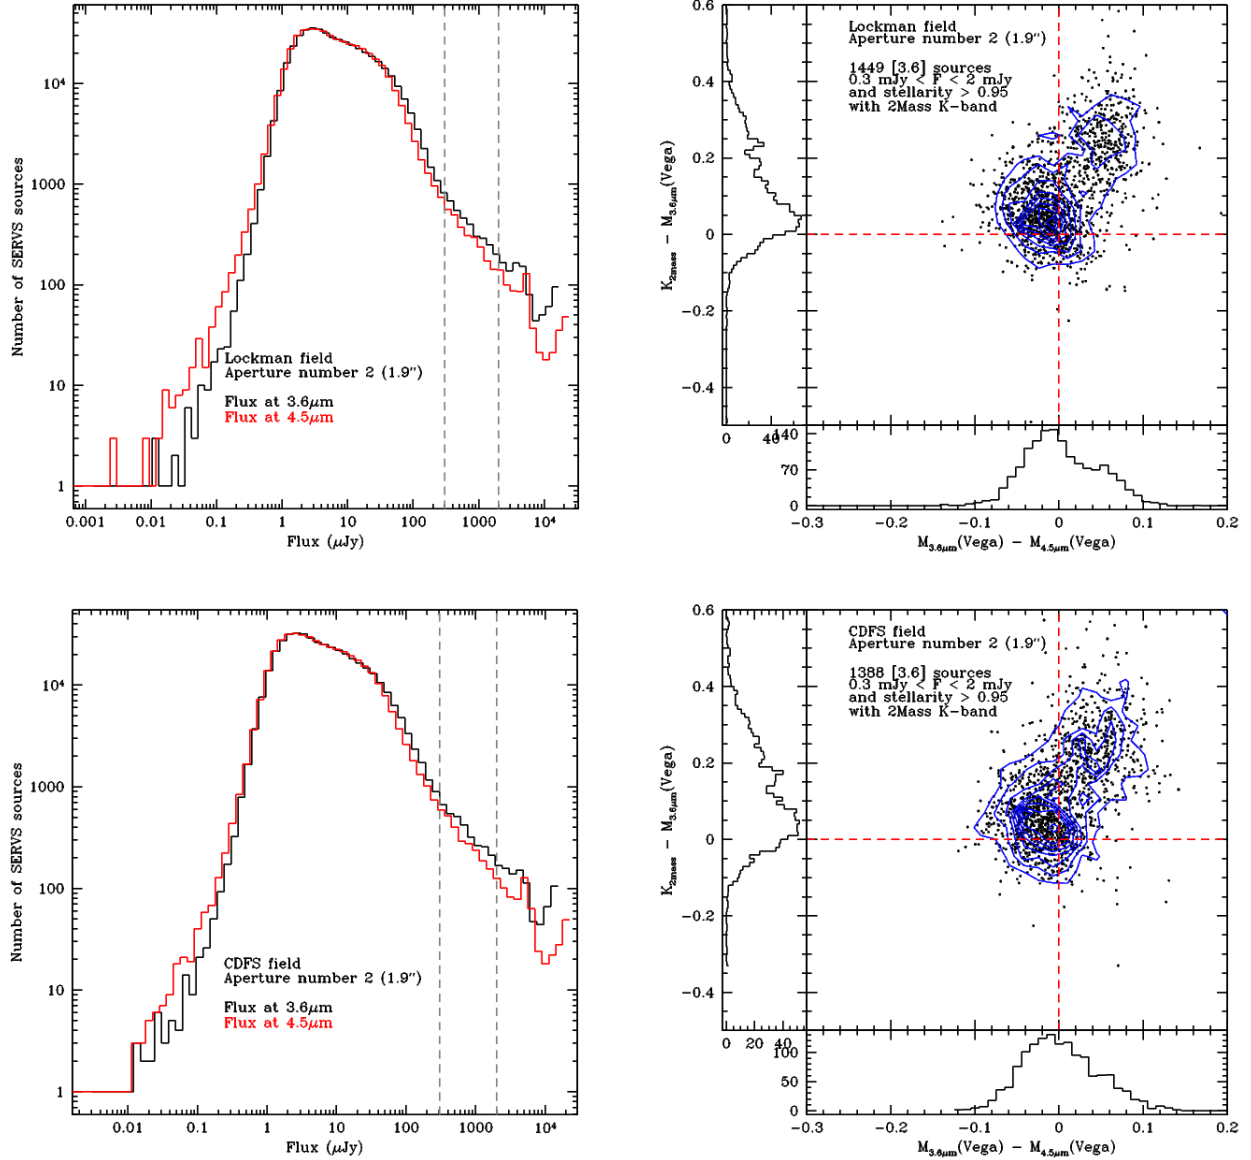 Number of SERVS sources
10⁴
1000
100
10
1
Lockman field
Aperture number 2 (1.9")
Flux at 3.6μm
Flux at 4.5μm
0.001
0.01
0.1
1
10
100
1000
10⁴
Flux (μJy)
K2mass − M3.6μm(Vega)
0.6
0.4
0.2
0
−0.2
−0.4
Lockman field
Aperture number 2 (1.9")
1449 [3.6] sources
0.3 mJy < F < 2 mJy
and stellarity > 0.95
with 2Mass K-band
0
40
140
70
0
−0.3
−0.2
−0.1
0
0.1
0.2
M3.6μm(Vega) − M4.5μm(Vega)
Number of SERVS sources
10⁴
1000
100
10
1
CDFS field
Aperture number 2 (1.9")
Flux at 3.6μm
Flux at 4.5μm
0.01
0.1
1
10
100
1000
10⁴
Flux (μJy)
K2mass − M3.6μm(Vega)
0.6
0.4
0.2
0
−0.2
−0.4
CDFS field
Aperture number 2 (1.9")
1388 [3.6] sources
0.3 mJy < F < 2 mJy
and stellarity > 0.95
with 2Mass K-band
0
20
40
100
50
0
−0.3
−0.2
−0.1
0
0.1
0.2
M3.6μm(Vega) − M4.5μm(Vega)